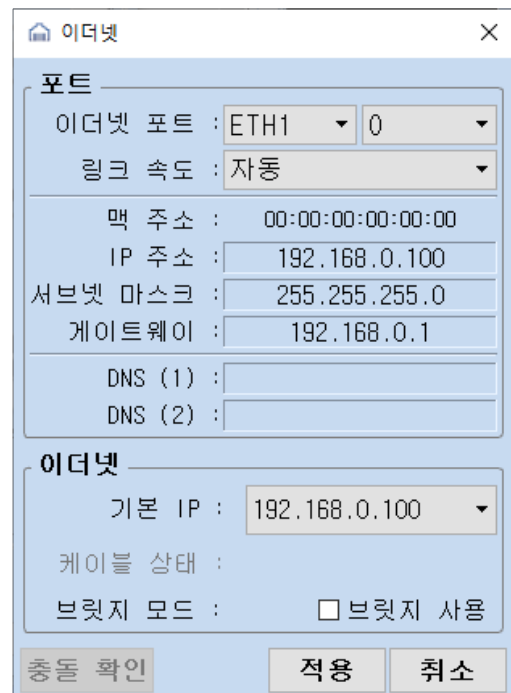 이더넷
포트
이더넷 포트 : ETH1 0
링크 속도 : 자동
맥 주소 : 00:00:00:00:00:00
IP 주소 : 192.168.0.100
서브넷 마스크 : 255.255.255.0
게이트웨이 : 192.168.0.1
DNS (1) :
DNS (2) :
이더넷
기본 IP : 192.168.0.100
케이블 상태 :
브릿지 모드 : 브릿지 사용
충돌 확인 적용 취소